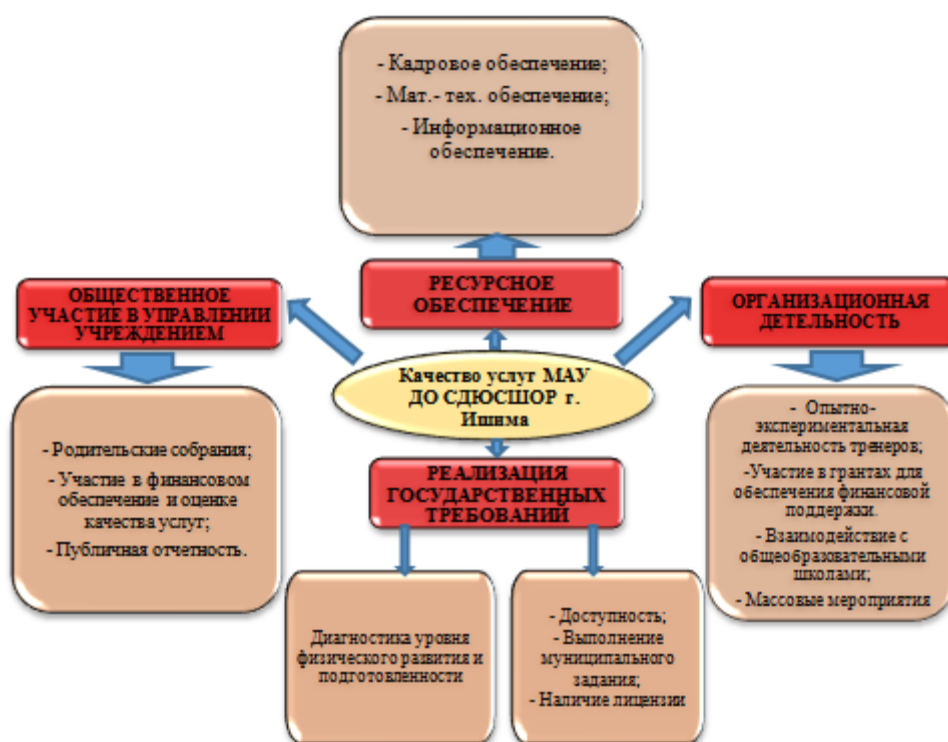 - Кадровое обеспечение;
- Мат.- тех. обеспечение;
- Информационное
обеспечение.
РЕСУРСНОЕ
ОБЕСПЕЧЕНИЕ
ОБЩЕСТВЕННОЕ
УЧАСТИЕ В УПРАВЛЕНИИ
УЧРЕЖДЕНИЕМ
ОРГАНИЗАЦИОННАЯ
ДЕТЕЛЬНОСТЬ
Качество услуг МАУ
ДО СДЮСШОР г.
Ишима
- Родительские собрания;
- Участие в финансовом
обеспечение и оценке
качества услуг;
- Публичная отчетность.
- Опытно-
экспериментальная
деятельность тренеров;
-Участие в грантах для
обеспечения финансовой
поддержки.
- Взаимодействие с
общеобразовательными
школами;
- Массовые мероприятия
РЕАЛИЗАЦИЯ
ГОСУДАРСТВЕННЫХ
ТРЕБОВАНИЙ
Диагностика уровня
физического развития и
подготовленности
- Доступность;
- Выполнение
муниципального
задания;
- Наличие лицензии